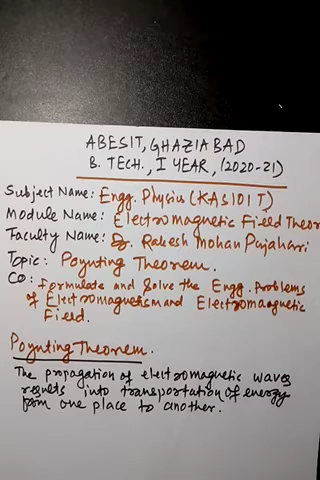 ABESIT, GHAZIABAD
B. TECH., I YEAR, (2020-21)
Subject Name: Engg. Physics (KAS101T)
Module Name: Electromagnetic Field Theor
Faculty Name: Dr. Rakesh Mohan Pujahari
Topic: Poynting Theorem.
CO: Formulate and Solve the Engg. Problems
of Electromagnetism and Electromagnetic
Field.
Poynting Theorem.
The propagation of electromagnetic waves
results into transportation of energy
form one place to another.